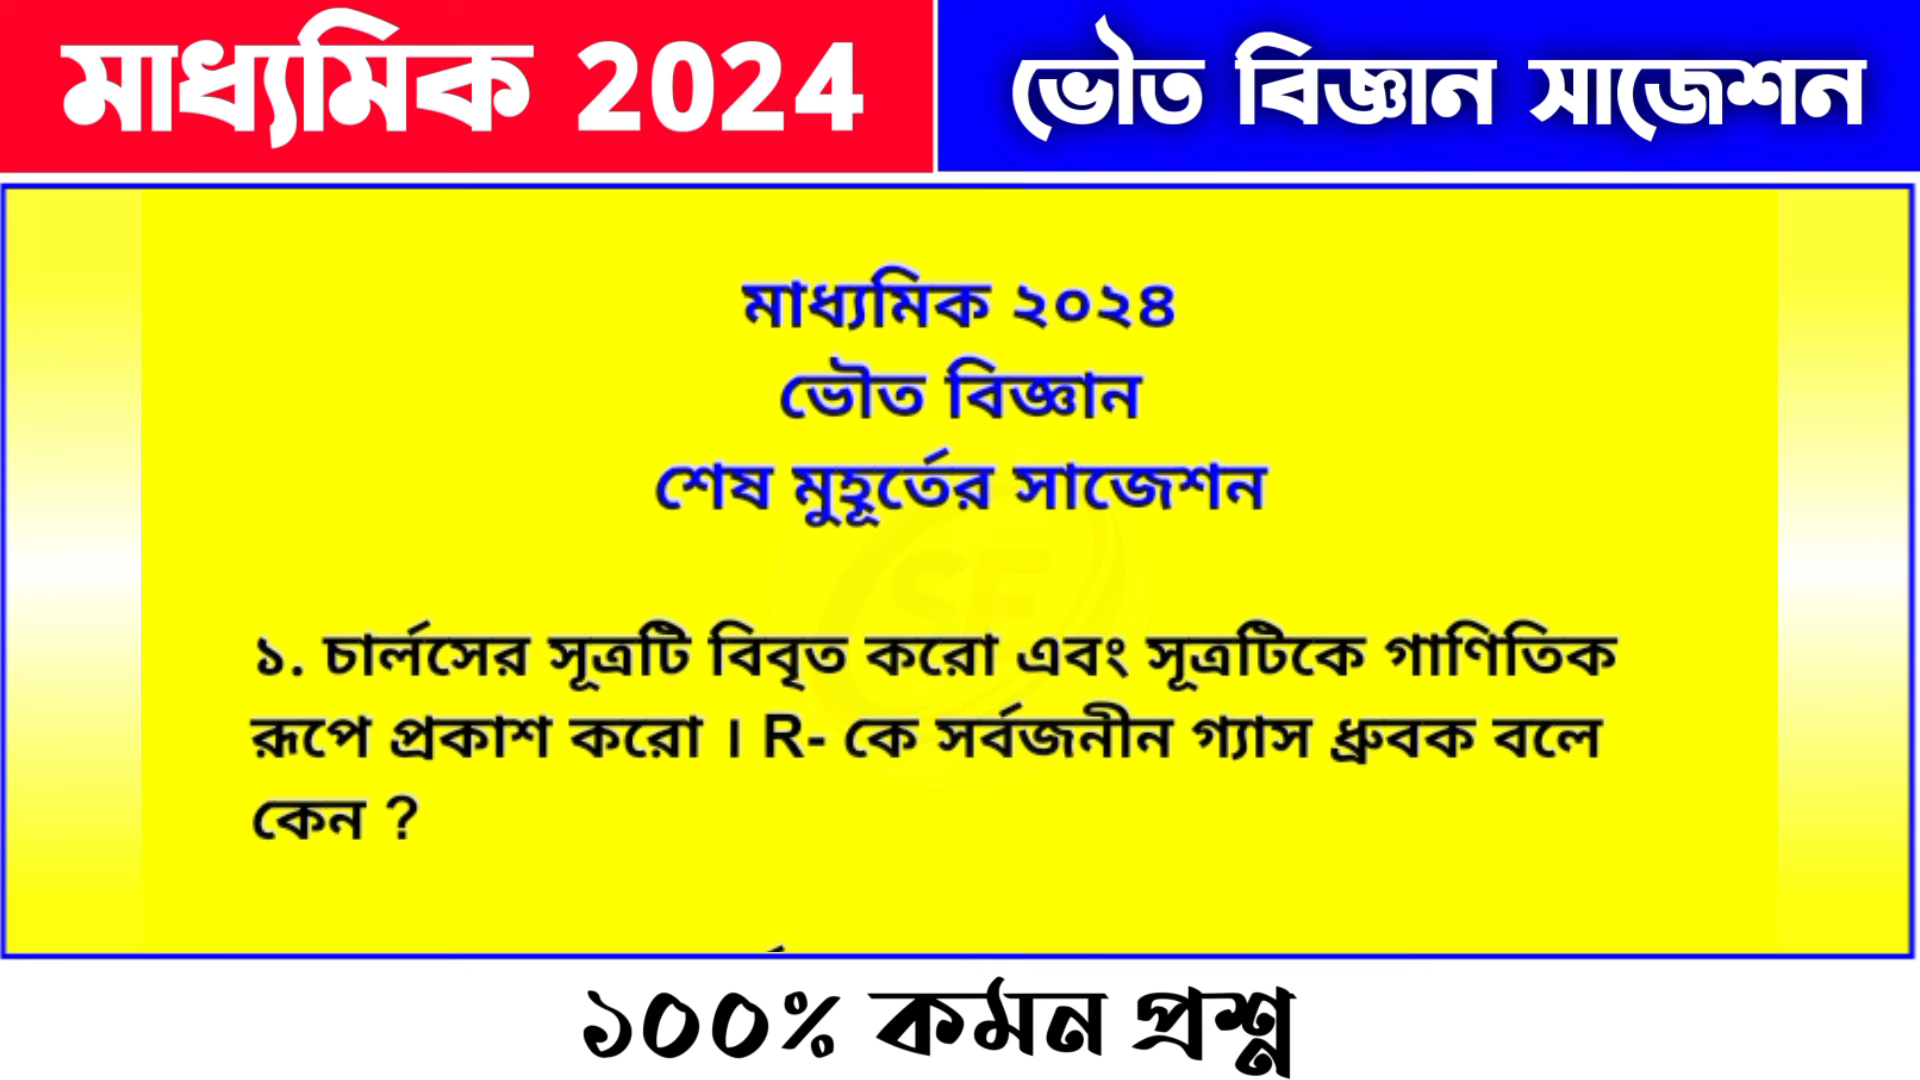 মাধ্যমিক 2024
ভৌত বিজ্ঞান সাজেশন
মাধ্যমিক ২০২৪
ভৌত বিজ্ঞান
শেষ মুহূর্তের সাজেশন
SE
১. চার্লসের সূত্রটি বিবৃত করো এবং সূত্রটিকে গাণিতিক
রূপে প্রকাশ করো । R- কে সর্বজনীন গ্যাস ধ্রুবক বলে
কেন ?
১০০% কমন প্রশ্ন